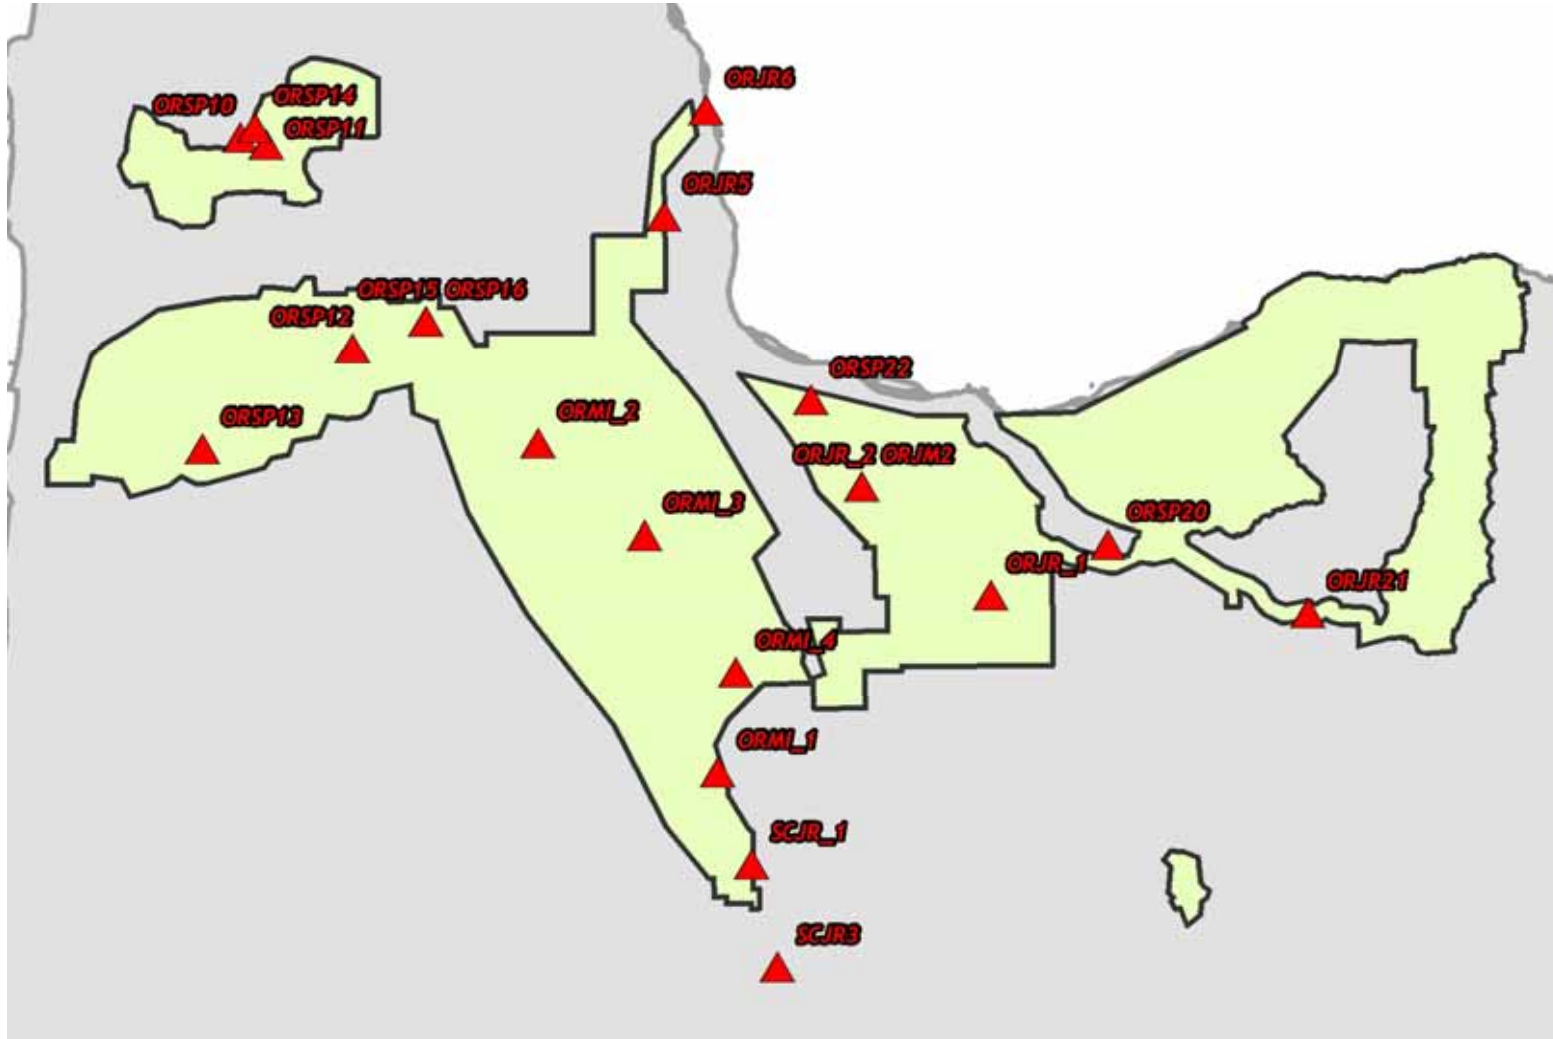 ORJR6
ORSP10
ORSP14
ORSP11
ORJR5
ORSP15 ORSP16
ORSP12
ORSP22
ORSP13
ORMI_2
ORJR_2 ORJM2
ORMI_3
ORSP20
ORJR_1
ORJR21
ORMI_4
ORMI_1
SCJR_1
SCJR3